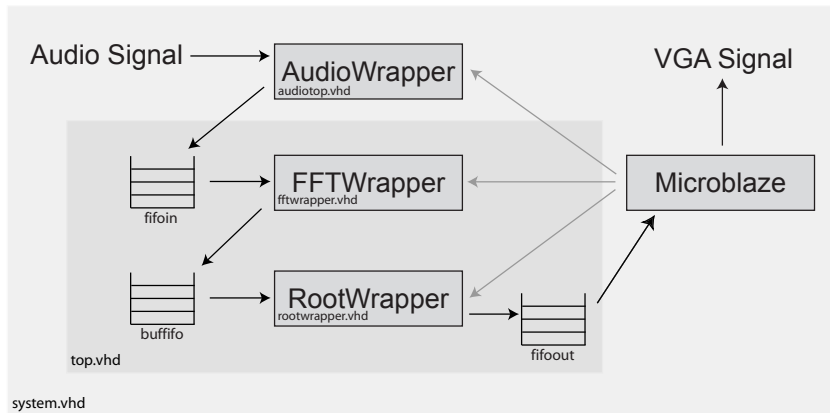 Audio Signal
AudioWrapper
audiotop.vhd
VGA Signal
fifoin
FFTWrapper
fftwrapper.vhd
Microblaze
buffifo
RootWrapper
rootwrapper.vhd
fifoout
top.vhd
system.vhd